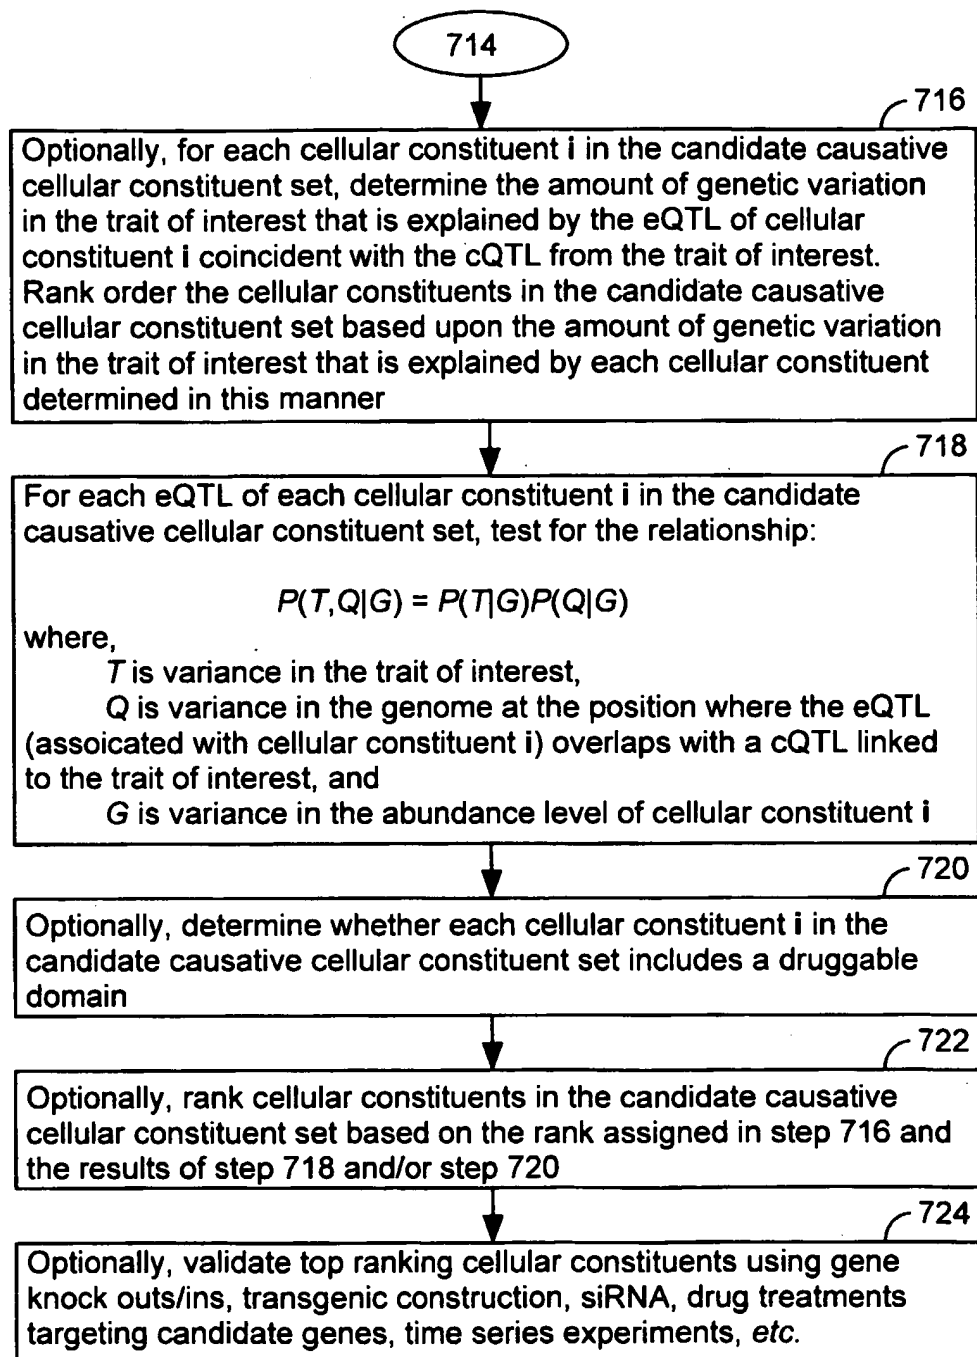 714
716
Optionally, for each cellular constituent i in the candidate causative
cellular constituent set, determine the amount of genetic variation
in the trait of interest that is explained by the eQTL of cellular
constituent i coincident with the cQTL from the trait of interest.
Rank order the cellular constituents in the candidate causative
cellular constituent set based upon the amount of genetic variation
in the trait of interest that is explained by each cellular constituent
determined in this manner
718
For each eQTL of each cellular constituent i in the candidate
causative cellular constituent set, test for the relationship:
P(T,Q|G) = P(T|G)P(Q|G)
where,
T is variance in the trait of interest,
Q is variance in the genome at the position where the eQTL
(assoicated with cellular constituent i) overlaps with a cQTL linked
to the trait of interest, and
G is variance in the abundance level of cellular constituent i
720
Optionally, determine whether each cellular constituent i in the
candidate causative cellular constituent set includes a druggable
domain
722
Optionally, rank cellular constituents in the candidate causative
cellular constituent set based on the rank assigned in step 716 and
the results of step 718 and/or step 720
724
Optionally, validate top ranking cellular constituents using gene
knock outs/ins, transgenic construction, siRNA, drug treatments
targeting candidate genes, time series experiments, etc.